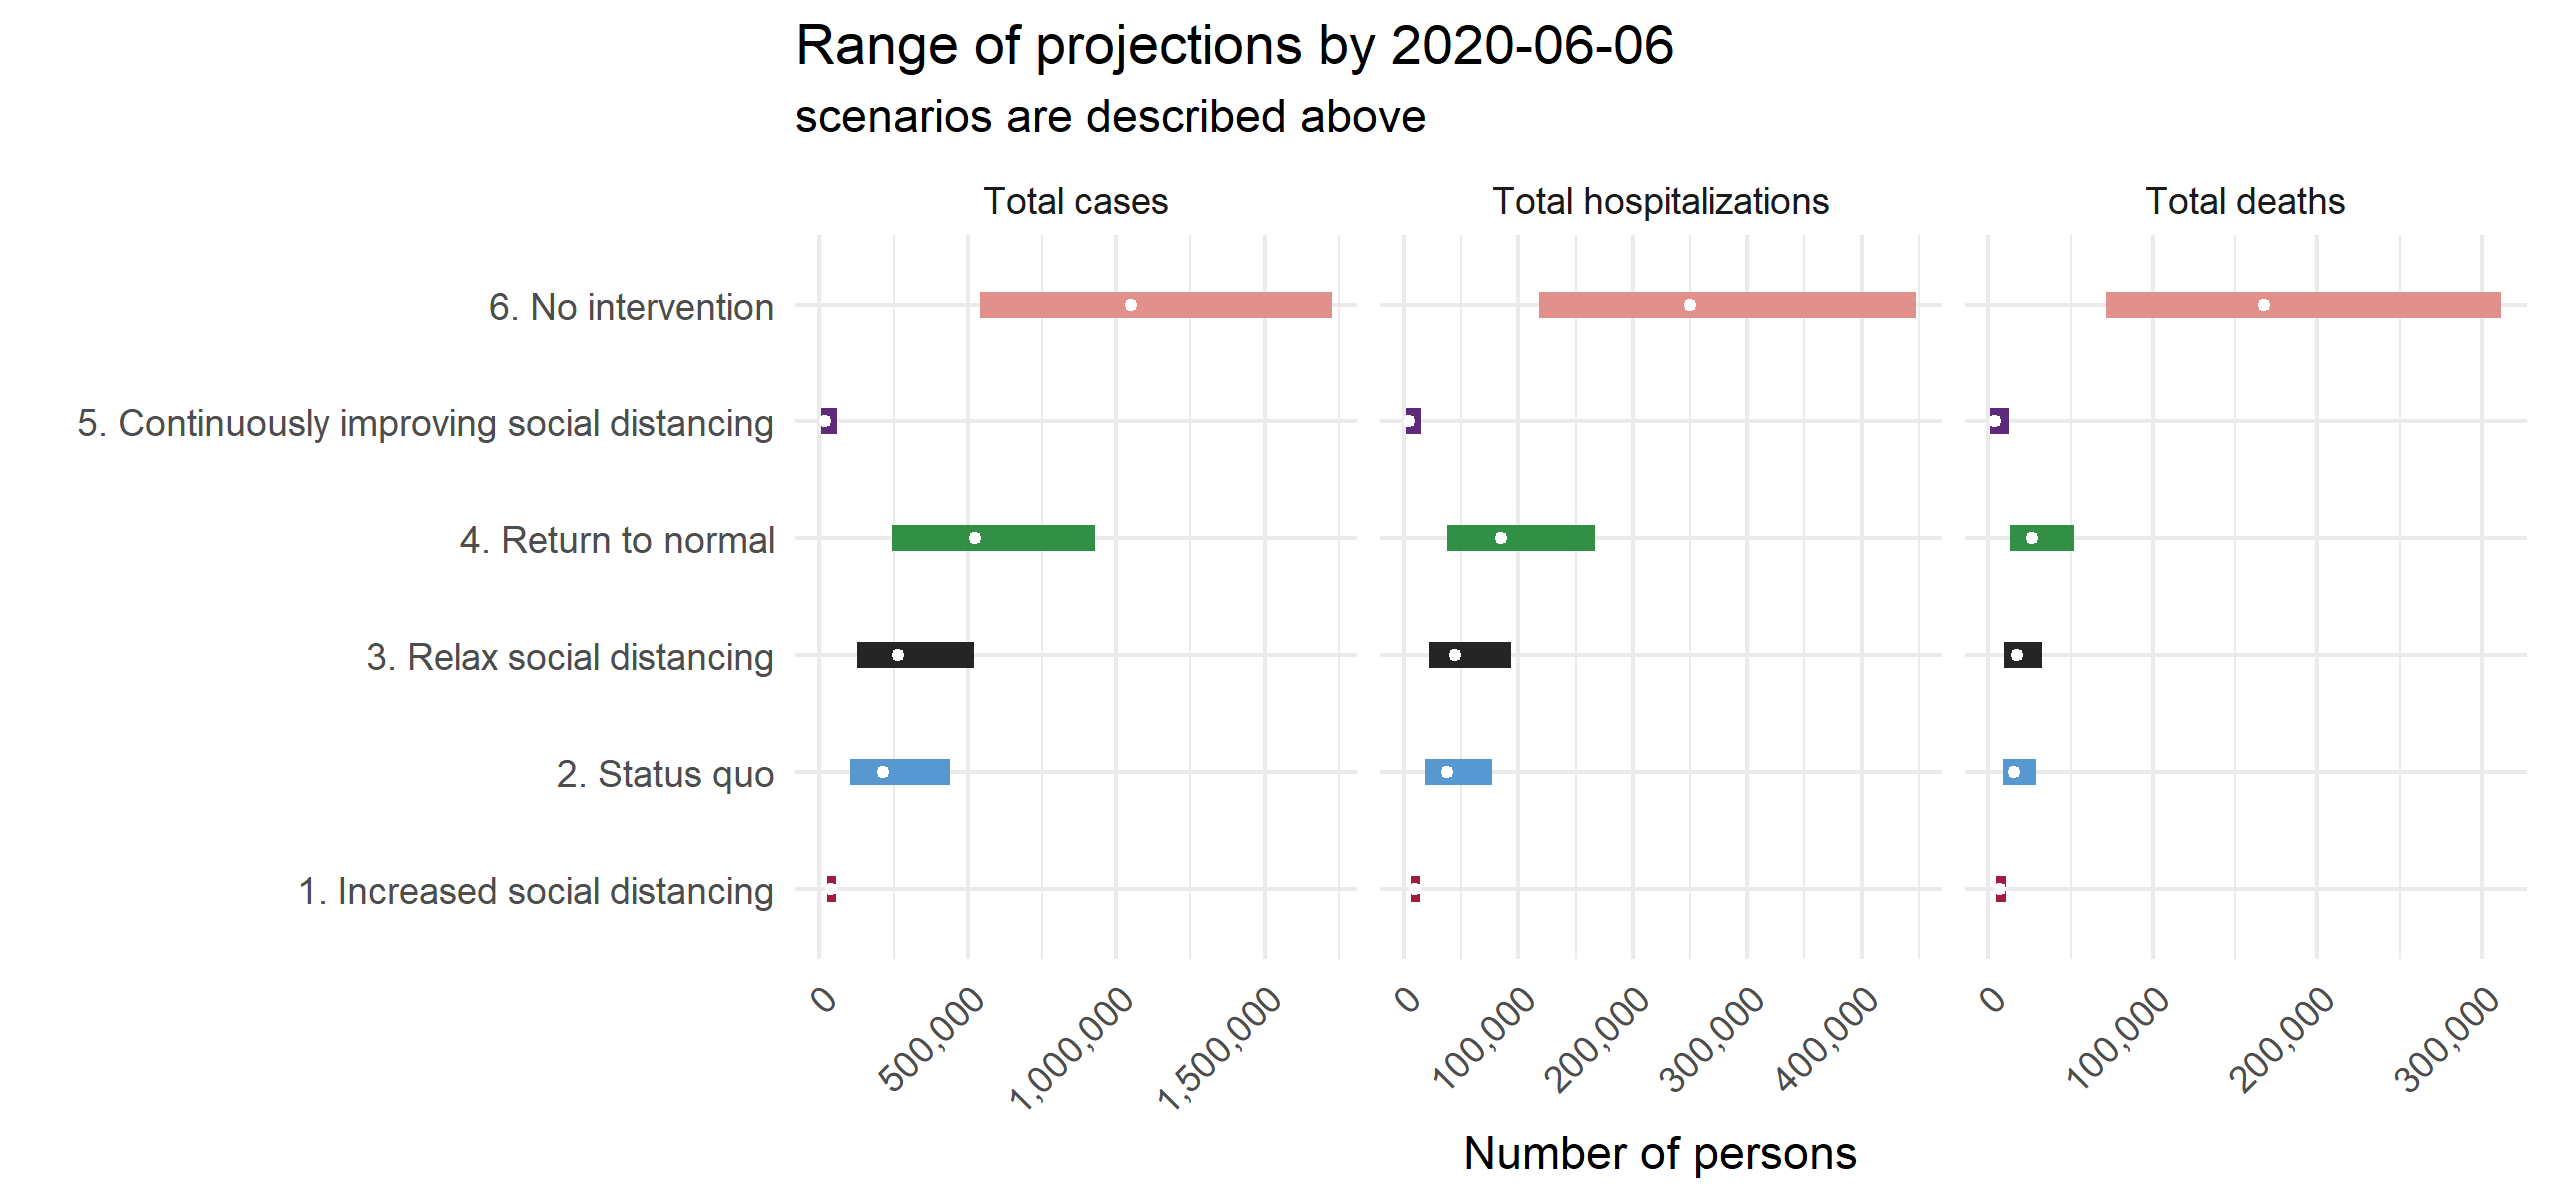 Range of projections by 2020-06-06
scenarios are described above
Total cases
Total hospitalizations
Total deaths
6. No intervention
5. Continuously improving social distancing
4. Return to normal
3. Relax social distancing
2. Status quo
1. Increased social distancing
0
500,000
1,000,000
1,500,000
0
100,000
200,000
300,000
400,000
0
100,000
200,000
300,000
Number of persons